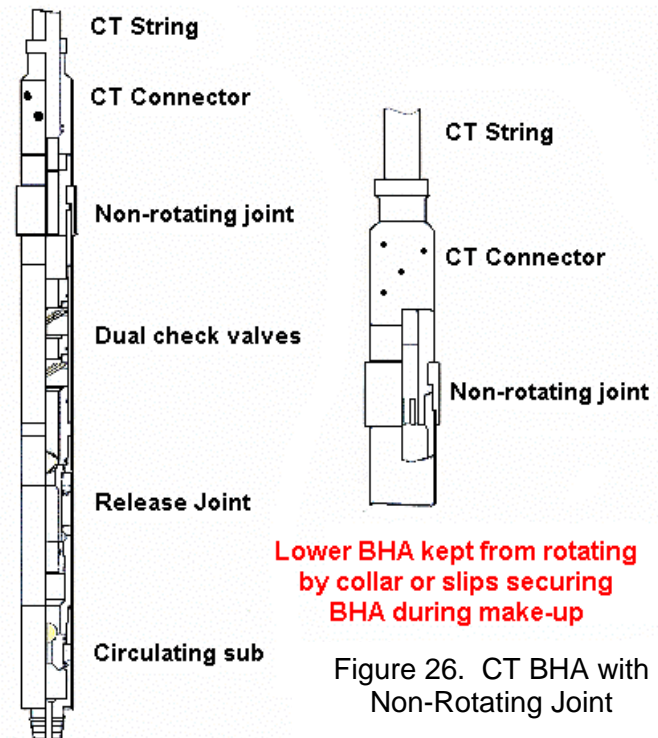 CT String
CT Connector
Non-rotating joint
Dual check valves
Release Joint
Circulating sub
CT String
CT Connector
Non-rotating joint
Lower BHA kept from rotating
by collar or slips securing
BHA during make-up
Figure 26. CT BHA with
Non-Rotating Joint